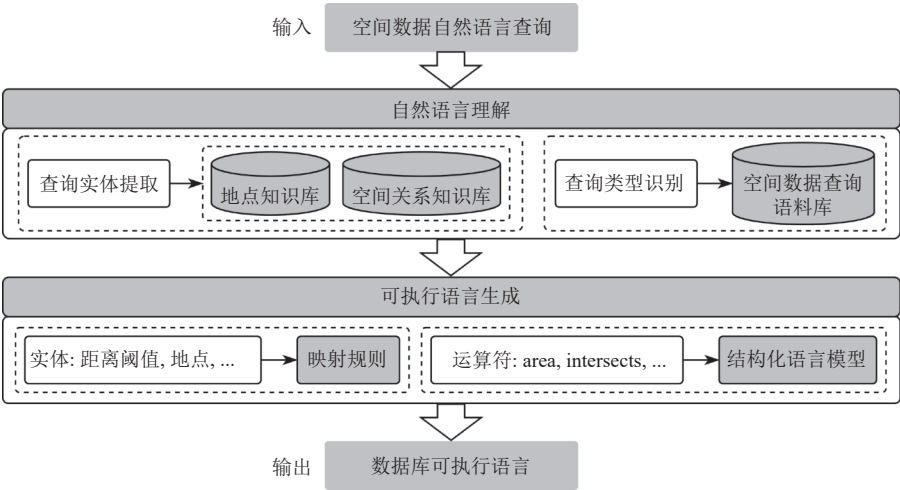 输入
空间数据自然语言查询
自然语言理解
查询实体提取
地点知识库
空间关系知识库
查询类型识别
空间数据查询
语料库
可执行语言生成
实体: 距离阈值, 地点, ...
映射规则
运算符: area, intersects, ...
结构化语言模型
输出
数据库可执行语言